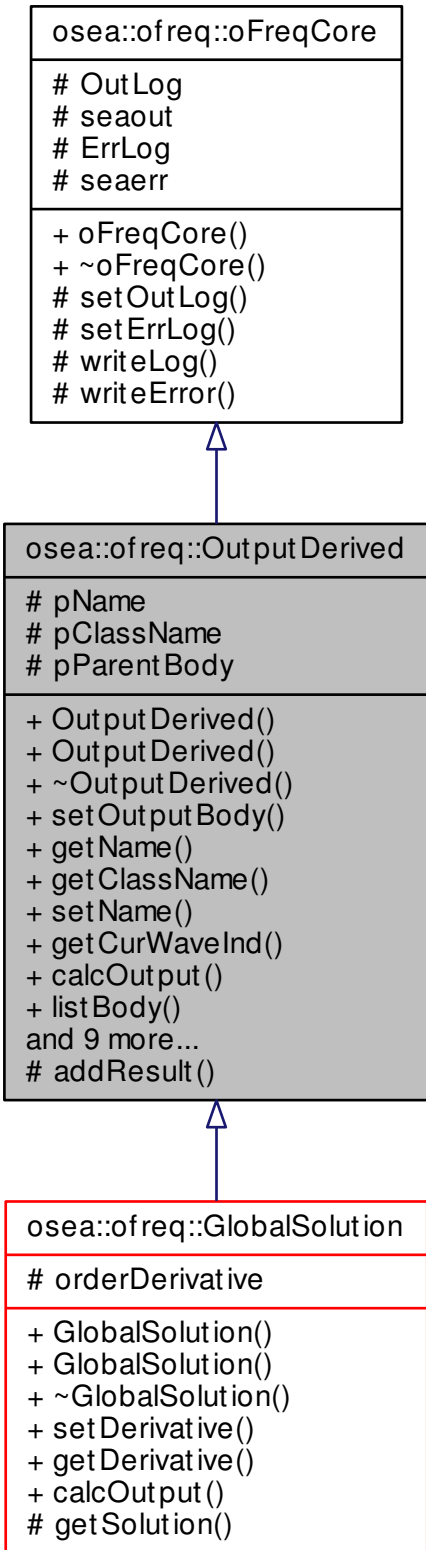 osea::ofreq::oFreqCore
# OutLog
# seaout
# ErrLog
# seaerr
+ oFreqCore()
+ ~oFreqCore()
# setOutLog()
# setErrLog()
# writeLog()
# writeError()
osea::ofreq::OutputDerived
# pName
# pClassName
# pParentBody
+ OutputDerived()
+ OutputDerived()
+ ~OutputDerived()
+ setOutputBody()
+ getName()
+ getClassName()
+ setName()
+ getCurWaveInd()
+ calcOutput()
+ listBody()
and 9 more...
# addResult()
osea::ofreq::GlobalSolution
# orderDerivative
+ GlobalSolution()
+ GlobalSolution()
+ ~GlobalSolution()
+ setDerivative()
+ getDerivative()
+ calcOutput()
# getSolution()